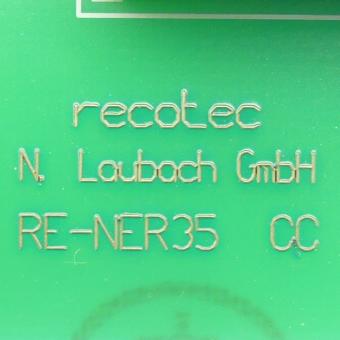 recotec
N. Laubach GmbH
RE-NER35 CC